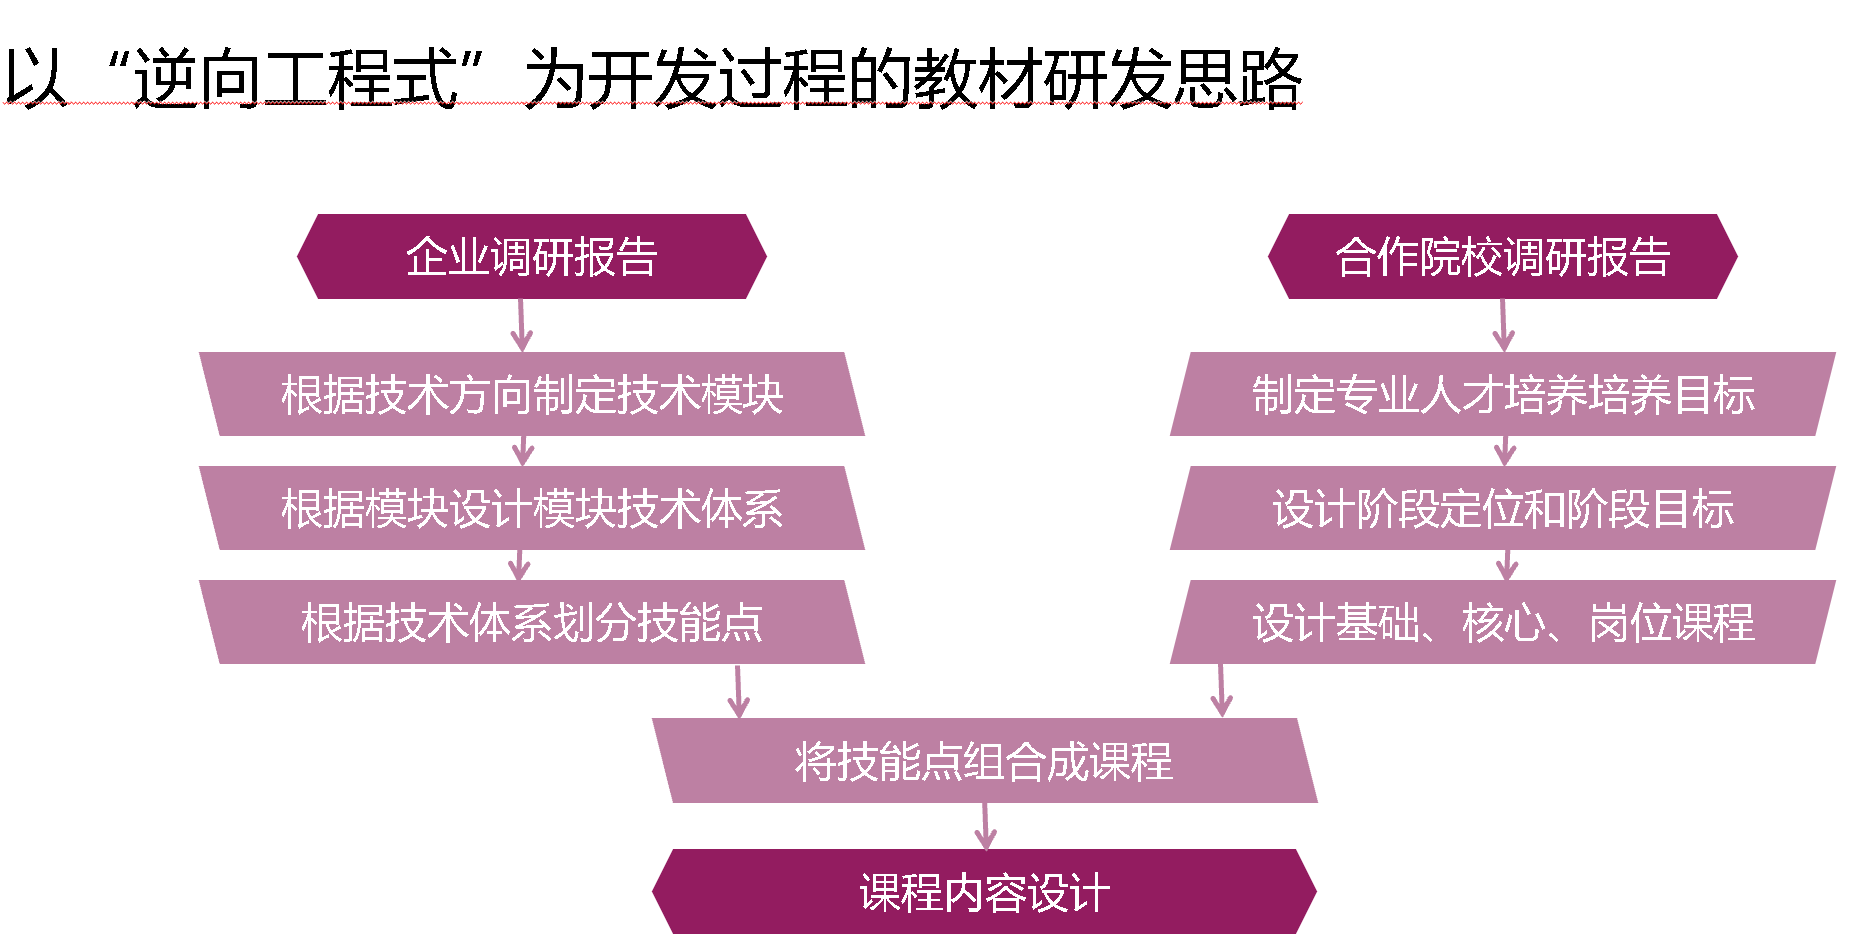 以“逆向工程式”为开发过程的教材研发思路
企业调研报告
根据技术方向制定技术模块
根据模块设计模块技术体系
根据技术体系划分技能点
合作院校调研报告
制定专业人才培养培养目标
设计阶段定位和阶段目标
设计基础、核心、岗位课程
将技能点组合成课程
课程内容设计